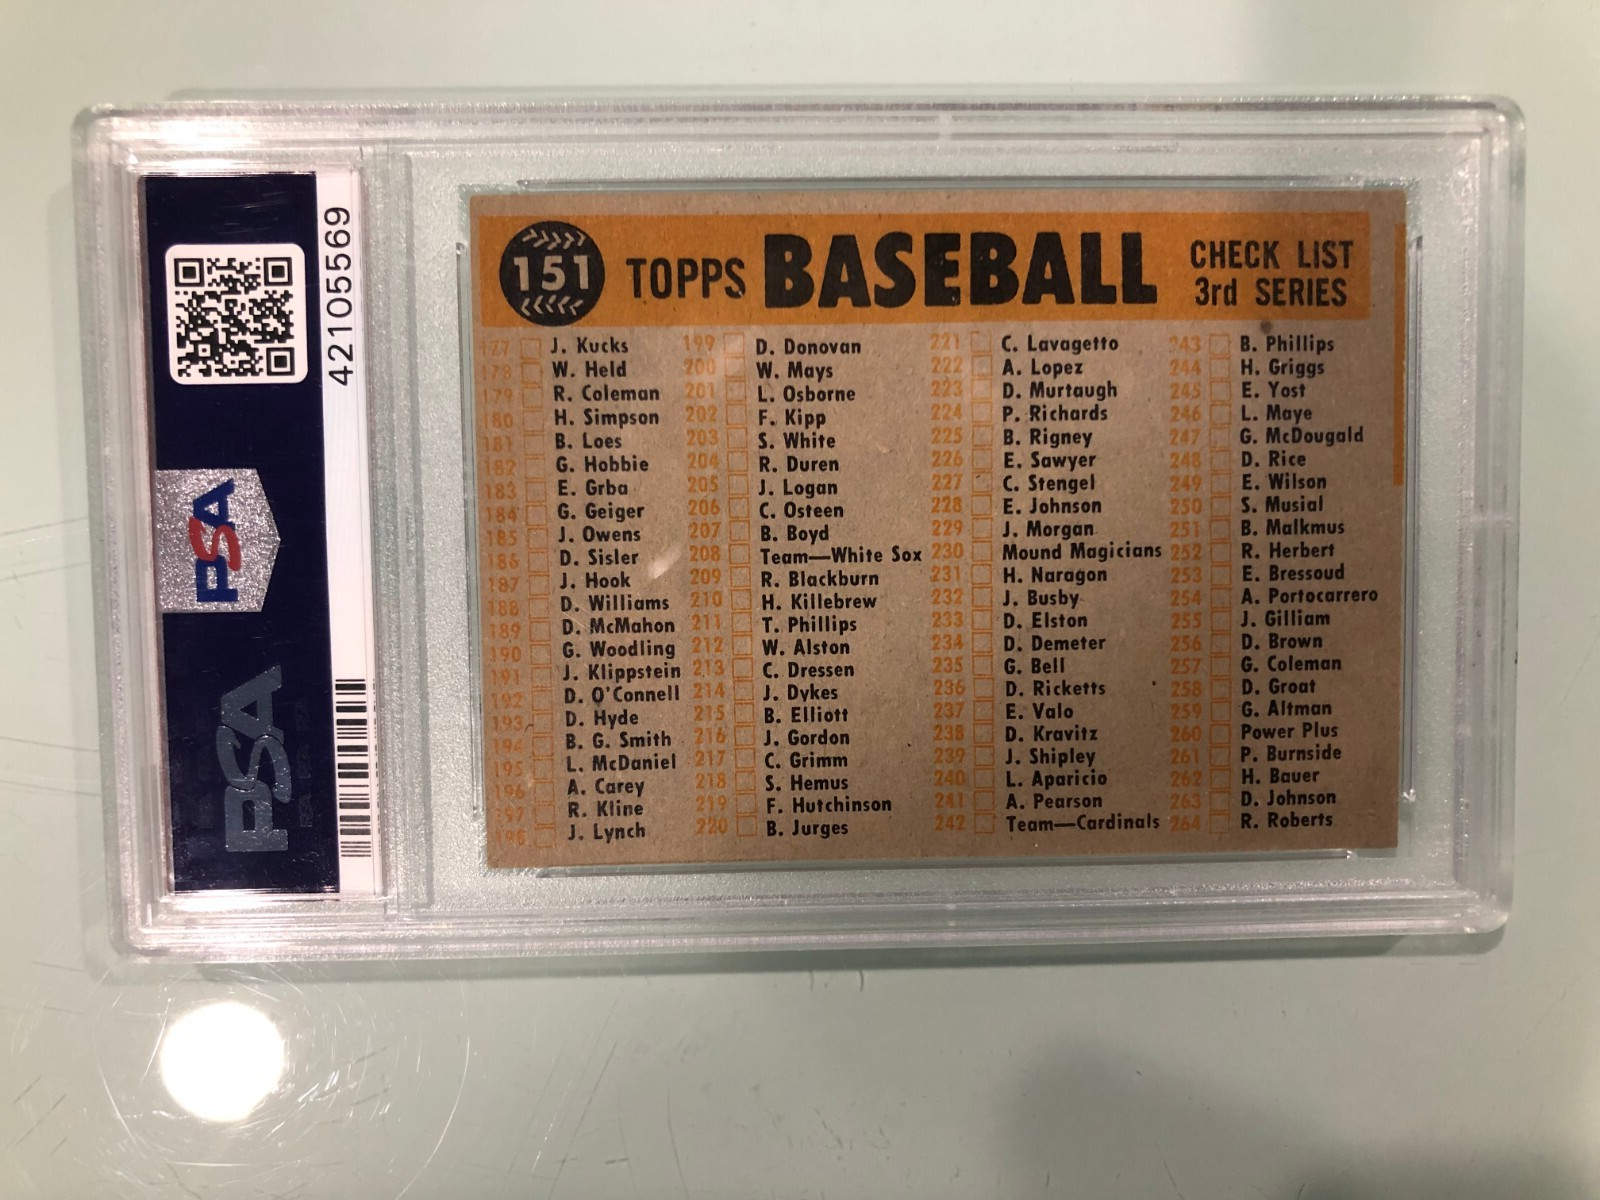 42105569
PSA
PSA
151 TOPPS BASEBALL CHECK LIST
3rd SERIES
177 J. Kucks
178 W. Held
179 R. Coleman
180 H. Simpson
181 B. Loes
182 G. Hobbie
183 E. Grba
184 G. Geiger
185 J. Owens
186 D. Sisler
187 J. Hook
188 D. Williams
189 D. McMahon
190 G. Woodling
191 J. Klippstein
192 D. O'Connell
193 D. Hyde
194 B. G. Smith
195 L. McDaniel
196 A. Carey
197 R. Kline
198 J. Lynch
199 D. Donovan
200 W. Mays
201 L. Osborne
202 F. Kipp
203 S. White
204 R. Duren
205 J. Logan
206 C. Osteen
207 B. Boyd
208 Team—White Sox
209 R. Blackburn
210 H. Killebrew
211 T. Phillips
212 W. Alston
213 C. Dressen
214 J. Dykes
215 B. Elliott
216 J. Gordon
217 C. Grimm
218 S. Hemus
219 F. Hutchinson
220 B. Jurges
221 C. Lavagetto
222 A. Lopez
223 D. Murtaugh
224 P. Richards
225 B. Rigney
226 E. Sawyer
227 C. Stengel
228 E. Johnson
229 J. Morgan
230 Mound Magicians
231 H. Naragon
232 J. Busby
233 D. Elston
234 D. Demeter
235 G. Bell
236 D. Ricketts
237 E. Valo
238 D. Kravitz
239 J. Shipley
240 L. Aparicio
241 A. Pearson
242 Team—Cardinals
243 B. Phillips
244 H. Griggs
245 E. Yost
246 L. Maye
247 G. McDougald
248 D. Rice
249 E. Wilson
250 S. Musial
251 B. Malkmus
252 R. Herbert
253 E. Bressoud
254 A. Portocarrero
255 J. Gilliam
256 D. Brown
257 G. Coleman
258 D. Groat
259 G. Altman
260 Power Plus
261 P. Burnside
262 H. Bauer
263 D. Johnson
264 R. Roberts